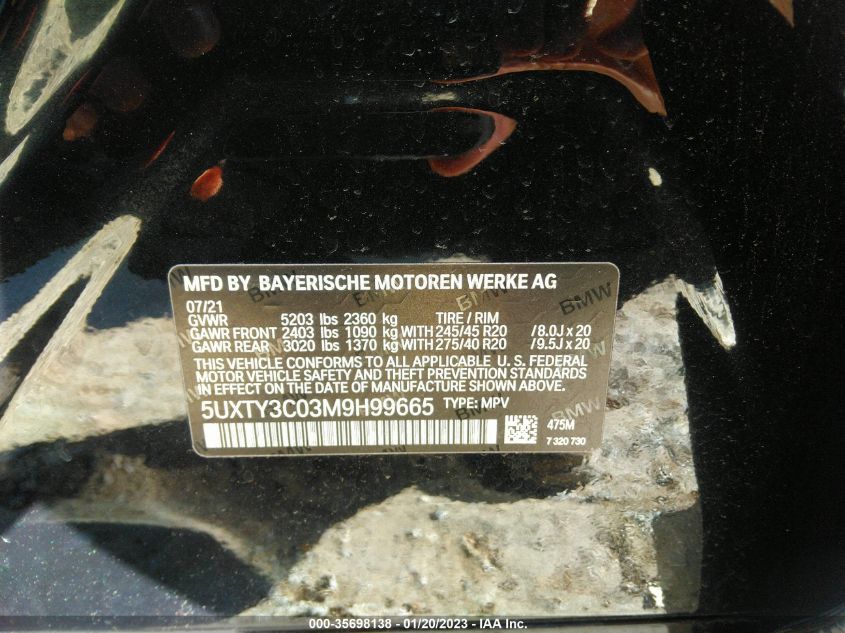 MFD BY BAYERISCHE MOTOREN WERKE AG
07/21
GVWR 5203 lbs 2360 kg TIRE / RIM
GAWR FRONT 2403 lbs 1090 kg WITH 245/45 R20 /8.0J x 20
GAWR REAR 3020 lbs 1370 kg WITH 275/40 R20 /9.5J x 20
THIS VEHICLE CONFORMS TO ALL APPLICABLE U. S. FEDERAL
MOTOR VEHICLE SAFETY AND THEFT PREVENTION STANDARDS
IN EFFECT ON THE DATE OF MANUFACTURE SHOWN ABOVE.
5UXTY3C03M9H99665 TYPE: MPV
475M
7 320 730
BMW
BMW
000-35698138 - 01/20/2023 - IAA Inc.